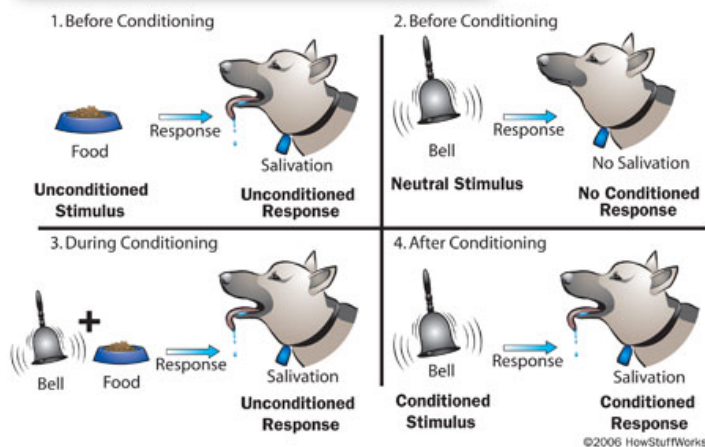 1. Before Conditioning
Response
Food
Salivation
Unconditioned
Stimulus
Unconditioned
Response
2. Before Conditioning
Response
Bell
No Salivation
Neutral Stimulus
No Conditioned
Response
3. During Conditioning
+
Response
Bell
Food
Salivation
Unconditioned
Response
4. After Conditioning
Response
Bell
Salivation
Conditioned
Stimulus
Conditioned
Response
©2006 HowStuffWorks